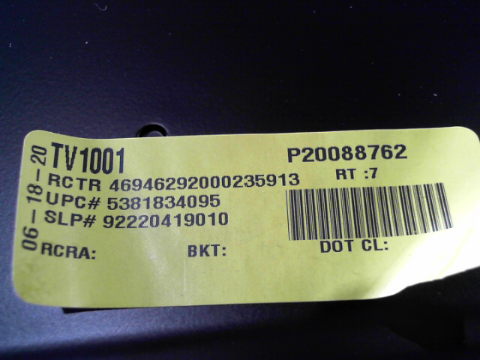 06-18-20
TV1001
P20088762
RCTR 46946292000235913
RT :7
UPC# 5381834095
SLP# 92220419010
RCRA:
BKT:
DOT CL: